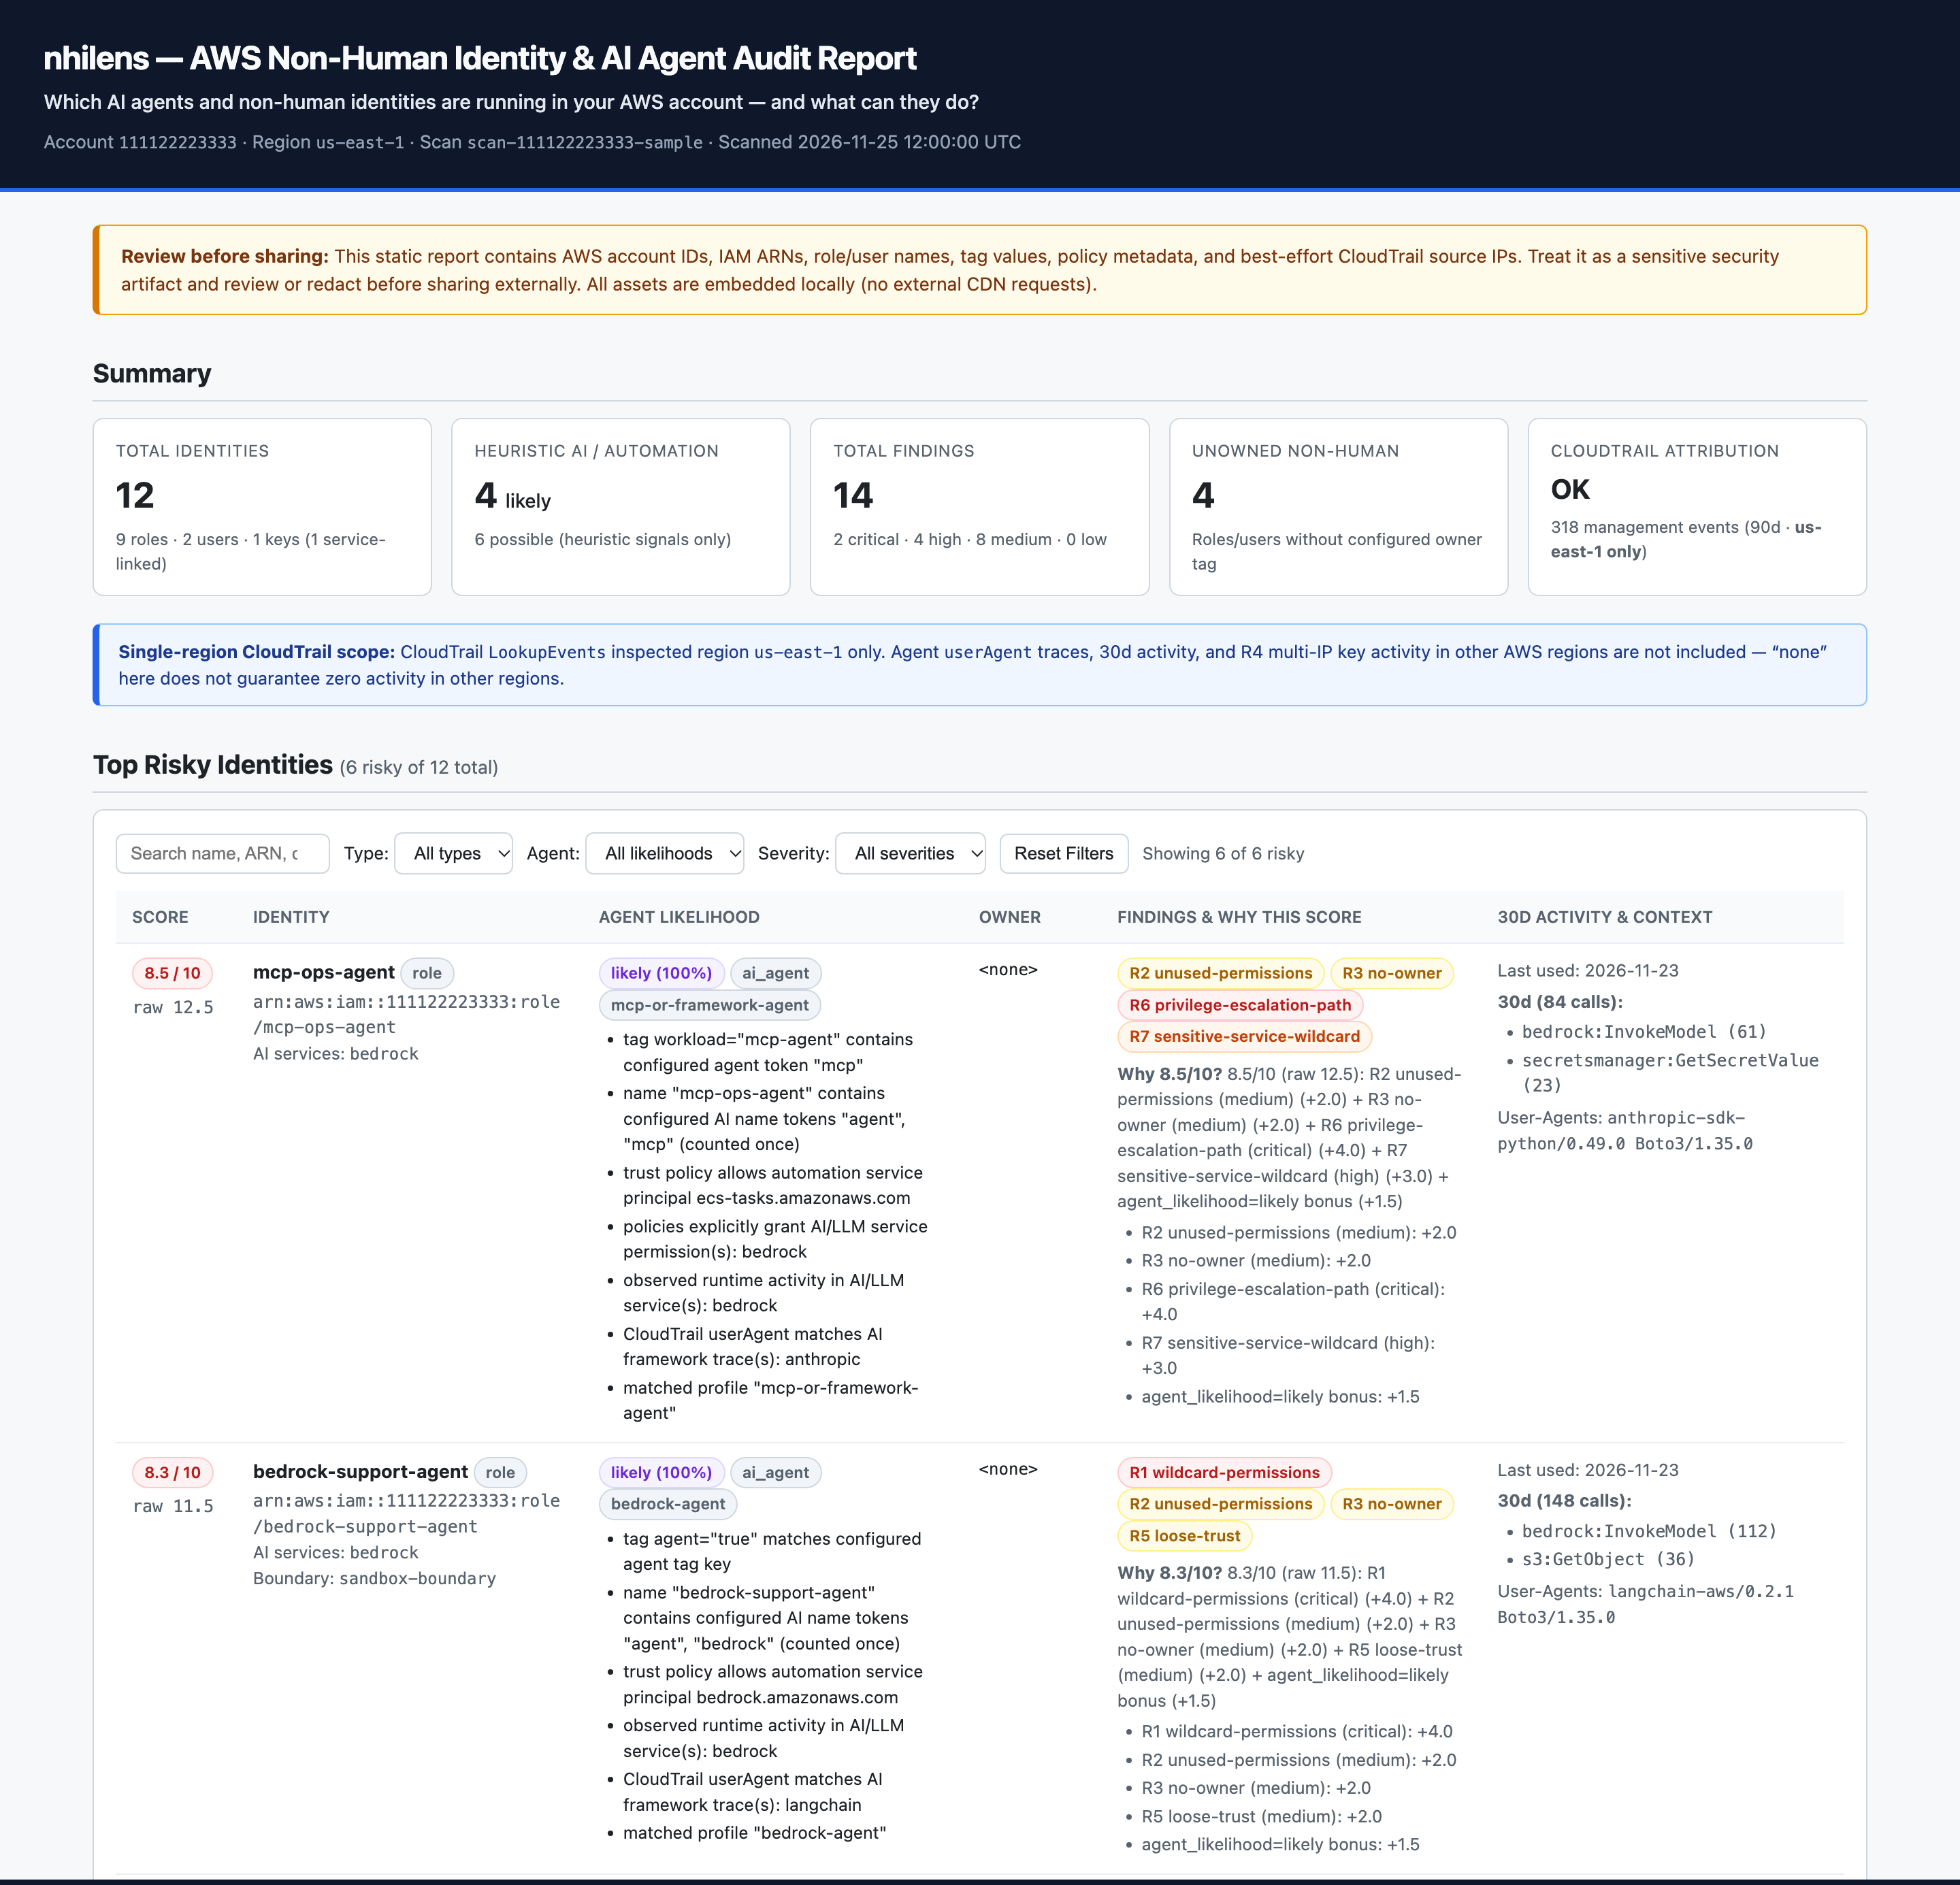 nhilens — AWS Non-Human Identity & AI Agent Audit Report
Which AI agents and non-human identities are running in your AWS account — and what can they do?
Account 111122223333 · Region us-east-1 · Scan scan-111122223333-sample · Scanned 2026-11-25 12:00:00 UTC
Review before sharing: This static report contains AWS account IDs, IAM ARNs, role/user names, tag values, policy metadata, and best-effort CloudTrail source IPs. Treat it as a sensitive security
artifact and review or redact before sharing externally. All assets are embedded locally (no external CDN requests).
Summary
TOTAL IDENTITIES
12
9 roles · 2 users · 1 keys (1 service-
linked)
HEURISTIC AI / AUTOMATION
4 likely
6 possible (heuristic signals only)
TOTAL FINDINGS
14
2 critical · 4 high · 8 medium · 0 low
UNOWNED NON-HUMAN
4
Roles/users without configured owner
tag
CLOUDTRAIL ATTRIBUTION
OK
318 management events (90d · us-
east-1 only)
Single-region CloudTrail scope: CloudTrail LookupEvents inspected region us-east-1 only. Agent userAgent traces, 30d activity, and R4 multi-IP key activity in other AWS regions are not included — “none”
here does not guarantee zero activity in other regions.
Top Risky Identities (6 risky of 12 total)
Search name, ARN, c Type: All types Agent: All likelihoods Severity: All severities Reset Filters Showing 6 of 6 risky
SCORE IDENTITY AGENT LIKELIHOOD OWNER FINDINGS & WHY THIS SCORE 30D ACTIVITY & CONTEXT
8.5 / 10
raw 12.5
mcp-ops-agent role
arn:aws:iam::111122223333:role
/mcp-ops-agent
AI services: bedrock
likely (100%) ai_agent
mcp-or-framework-agent
• tag workload="mcp-agent" contains
configured agent token "mcp"
• name "mcp-ops-agent" contains
configured AI name tokens "agent",
"mcp" (counted once)
• trust policy allows automation service
principal ecs-tasks.amazonaws.com
• policies explicitly grant AI/LLM service
permission(s): bedrock
• observed runtime activity in AI/LLM
service(s): bedrock
• CloudTrail userAgent matches AI
framework trace(s): anthropic
• matched profile "mcp-or-framework-
agent"
<none>
R2 unused-permissions R3 no-owner
R6 privilege-escalation-path
R7 sensitive-service-wildcard
Why 8.5/10? 8.5/10 (raw 12.5): R2 unused-
permissions (medium) (+2.0) + R3 no-
owner (medium) (+2.0) + R6 privilege-
escalation-path (critical) (+4.0) + R7
sensitive-service-wildcard (high) (+3.0) +
agent_likelihood=likely bonus (+1.5)
• R2 unused-permissions (medium): +2.0
• R3 no-owner (medium): +2.0
• R6 privilege-escalation-path (critical):
+4.0
• R7 sensitive-service-wildcard (high):
+3.0
• agent_likelihood=likely bonus: +1.5
Last used: 2026-11-23
30d (84 calls):
• bedrock:InvokeModel (61)
• secretsmanager:GetSecretValue
(23)
User-Agents: anthropic-sdk-
python/0.49.0 Boto3/1.35.0
8.3 / 10
raw 11.5
bedrock-support-agent role
arn:aws:iam::111122223333:role
/bedrock-support-agent
AI services: bedrock
Boundary: sandbox-boundary
likely (100%) ai_agent
bedrock-agent
• tag agent="true" matches configured
agent tag key
• name "bedrock-support-agent"
contains configured AI name tokens
"agent", "bedrock" (counted once)
• trust policy allows automation service
principal bedrock.amazonaws.com
• observed runtime activity in AI/LLM
service(s): bedrock
• CloudTrail userAgent matches AI
framework trace(s): langchain
• matched profile "bedrock-agent"
<none>
R1 wildcard-permissions
R2 unused-permissions R3 no-owner
R5 loose-trust
Why 8.3/10? 8.3/10 (raw 11.5): R1
wildcard-permissions (critical) (+4.0) + R2
unused-permissions (medium) (+2.0) + R3
no-owner (medium) (+2.0) + R5 loose-trust
(medium) (+2.0) + agent_likelihood=likely
bonus (+1.5)
• R1 wildcard-permissions (critical): +4.0
• R2 unused-permissions (medium): +2.0
• R3 no-owner (medium): +2.0
• R5 loose-trust (medium): +2.0
• agent_likelihood=likely bonus: +1.5
Last used: 2026-11-23
30d (148 calls):
• bedrock:InvokeModel (112)
• s3:GetObject (36)
User-Agents: langchain-aws/0.2.1
Boto3/1.35.0